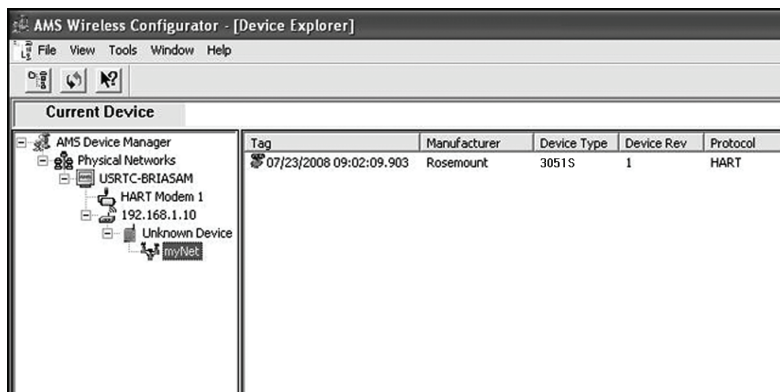 AMS Wireless Configurator - [Device Explorer]
File View Tools Window Help
Current Device
AMS Device Manager
Physical Networks
USRTC-BRIASAM
HART Modem 1
192.168.1.10
Unknown Device
myNet
Tag Manufacturer Device Type Device Rev Protocol
07/23/2008 09:02:09.903 Rosemount 3051S 1 HART